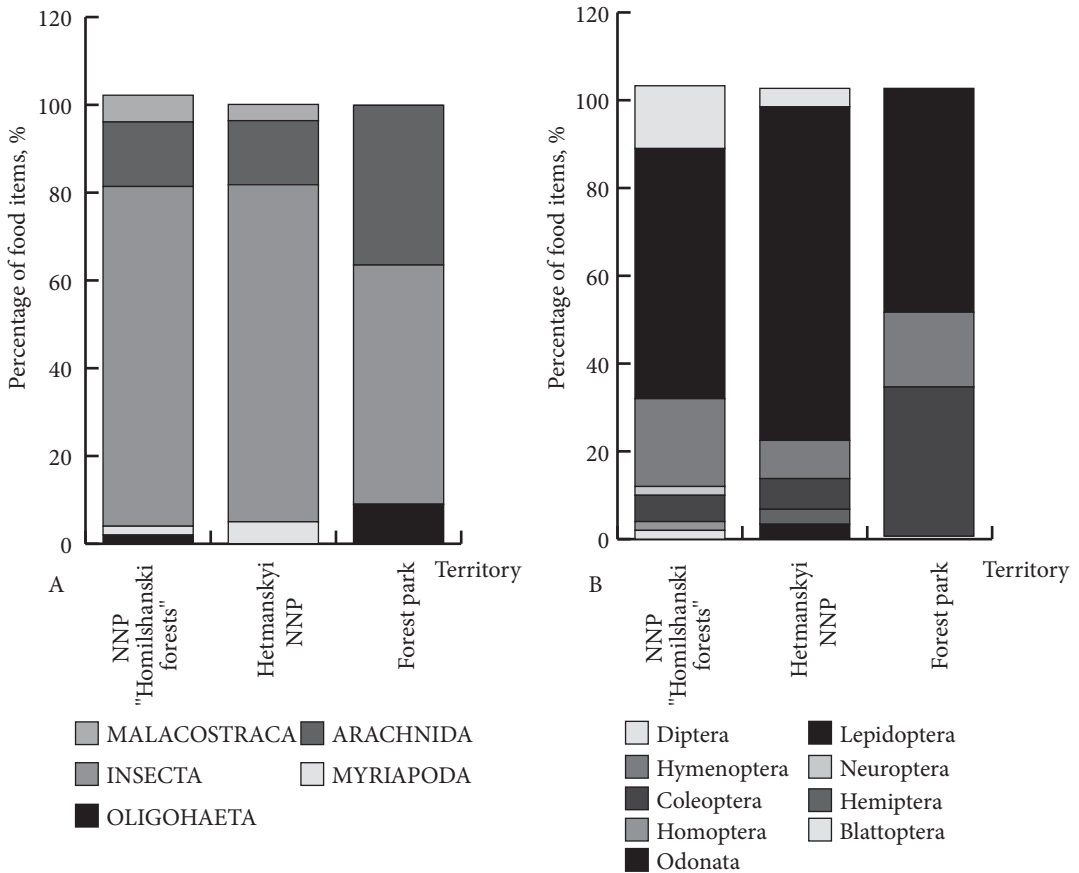 120
100
80
60
40
20
0
Percentage of food items, %
A
Territory
NNP
"Homilshanski
forests"
Hetmanskyi
NNP
Forest park
MALACOSTRACA
ARACHNIDA
INSECTA
MYRIAPODA
OLIGOHAETA
120
100
80
60
40
20
0
Percentage of food items, %
B
Territory
NNP
"Homilshanski
forests"
Hetmanskyi
NNP
Forest park
Diptera
Lepidoptera
Hymenoptera
Neuroptera
Coleoptera
Hemiptera
Homoptera
Blattoptera
Odonata